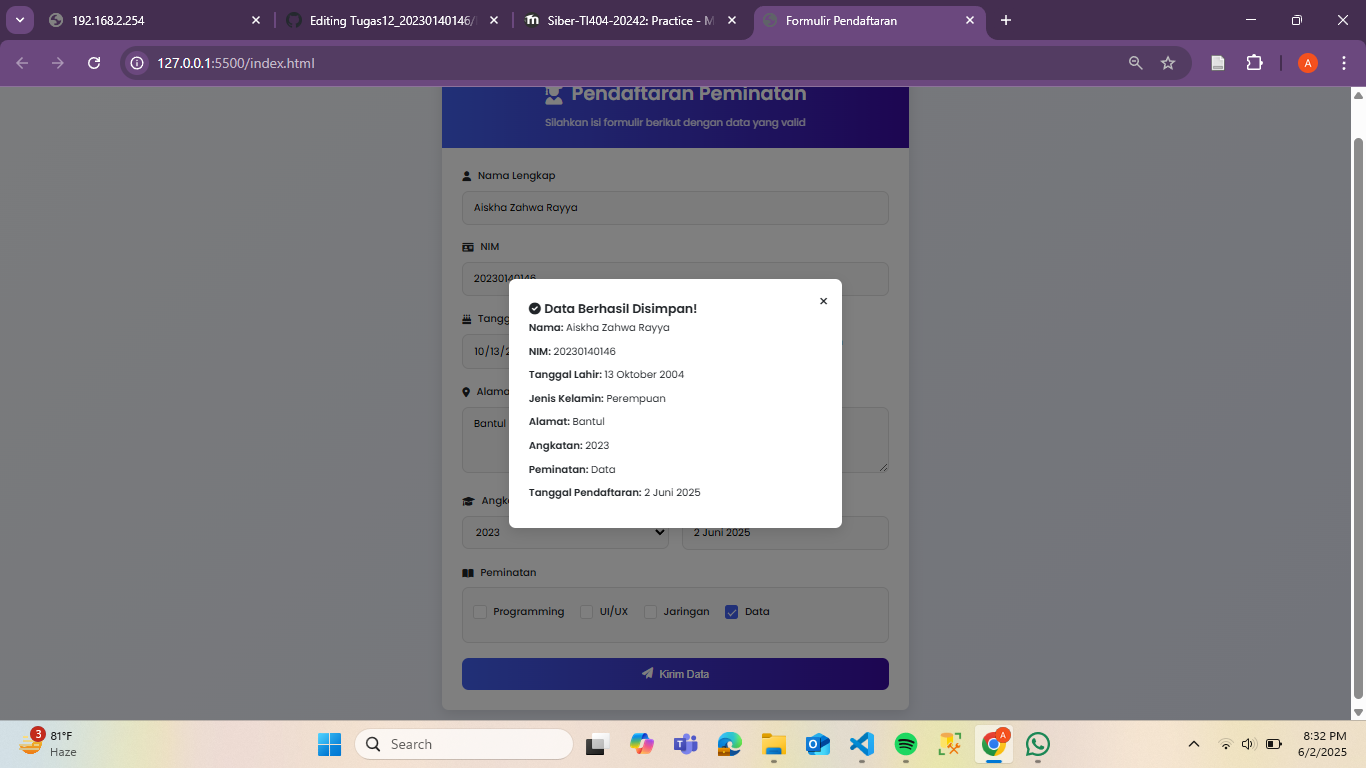 192.168.2.254
Editing Tugas12_20230140146/
Siber-TI404-20242: Practice - M
Formulir Pendaftaran
127.0.0.1:5500/index.html
A
Pendaftaran Peminatan
Silahkan isi formulir berikut dengan data yang valid
Nama Lengkap
Aiskha Zahwa Rayya
NIM
20230140146
Data Berhasil Disimpan!
Nama: Aiskha Zahwa Rayya
NIM: 20230140146
Tanggal Lahir: 13 Oktober 2004
Jenis Kelamin: Perempuan
Alamat: Bantul
Angkatan: 2023
Peminatan: Data
Tanggal Pendaftaran: 2 Juni 2025
Tangg
10/13/2
Alama
Bantul
Angk
2023
2 Juni 2025
Peminatan
Programming UI/UX Jaringan Data
Kirim Data
3
81°F
Haze
Search
A
8:32 PM
6/2/2025